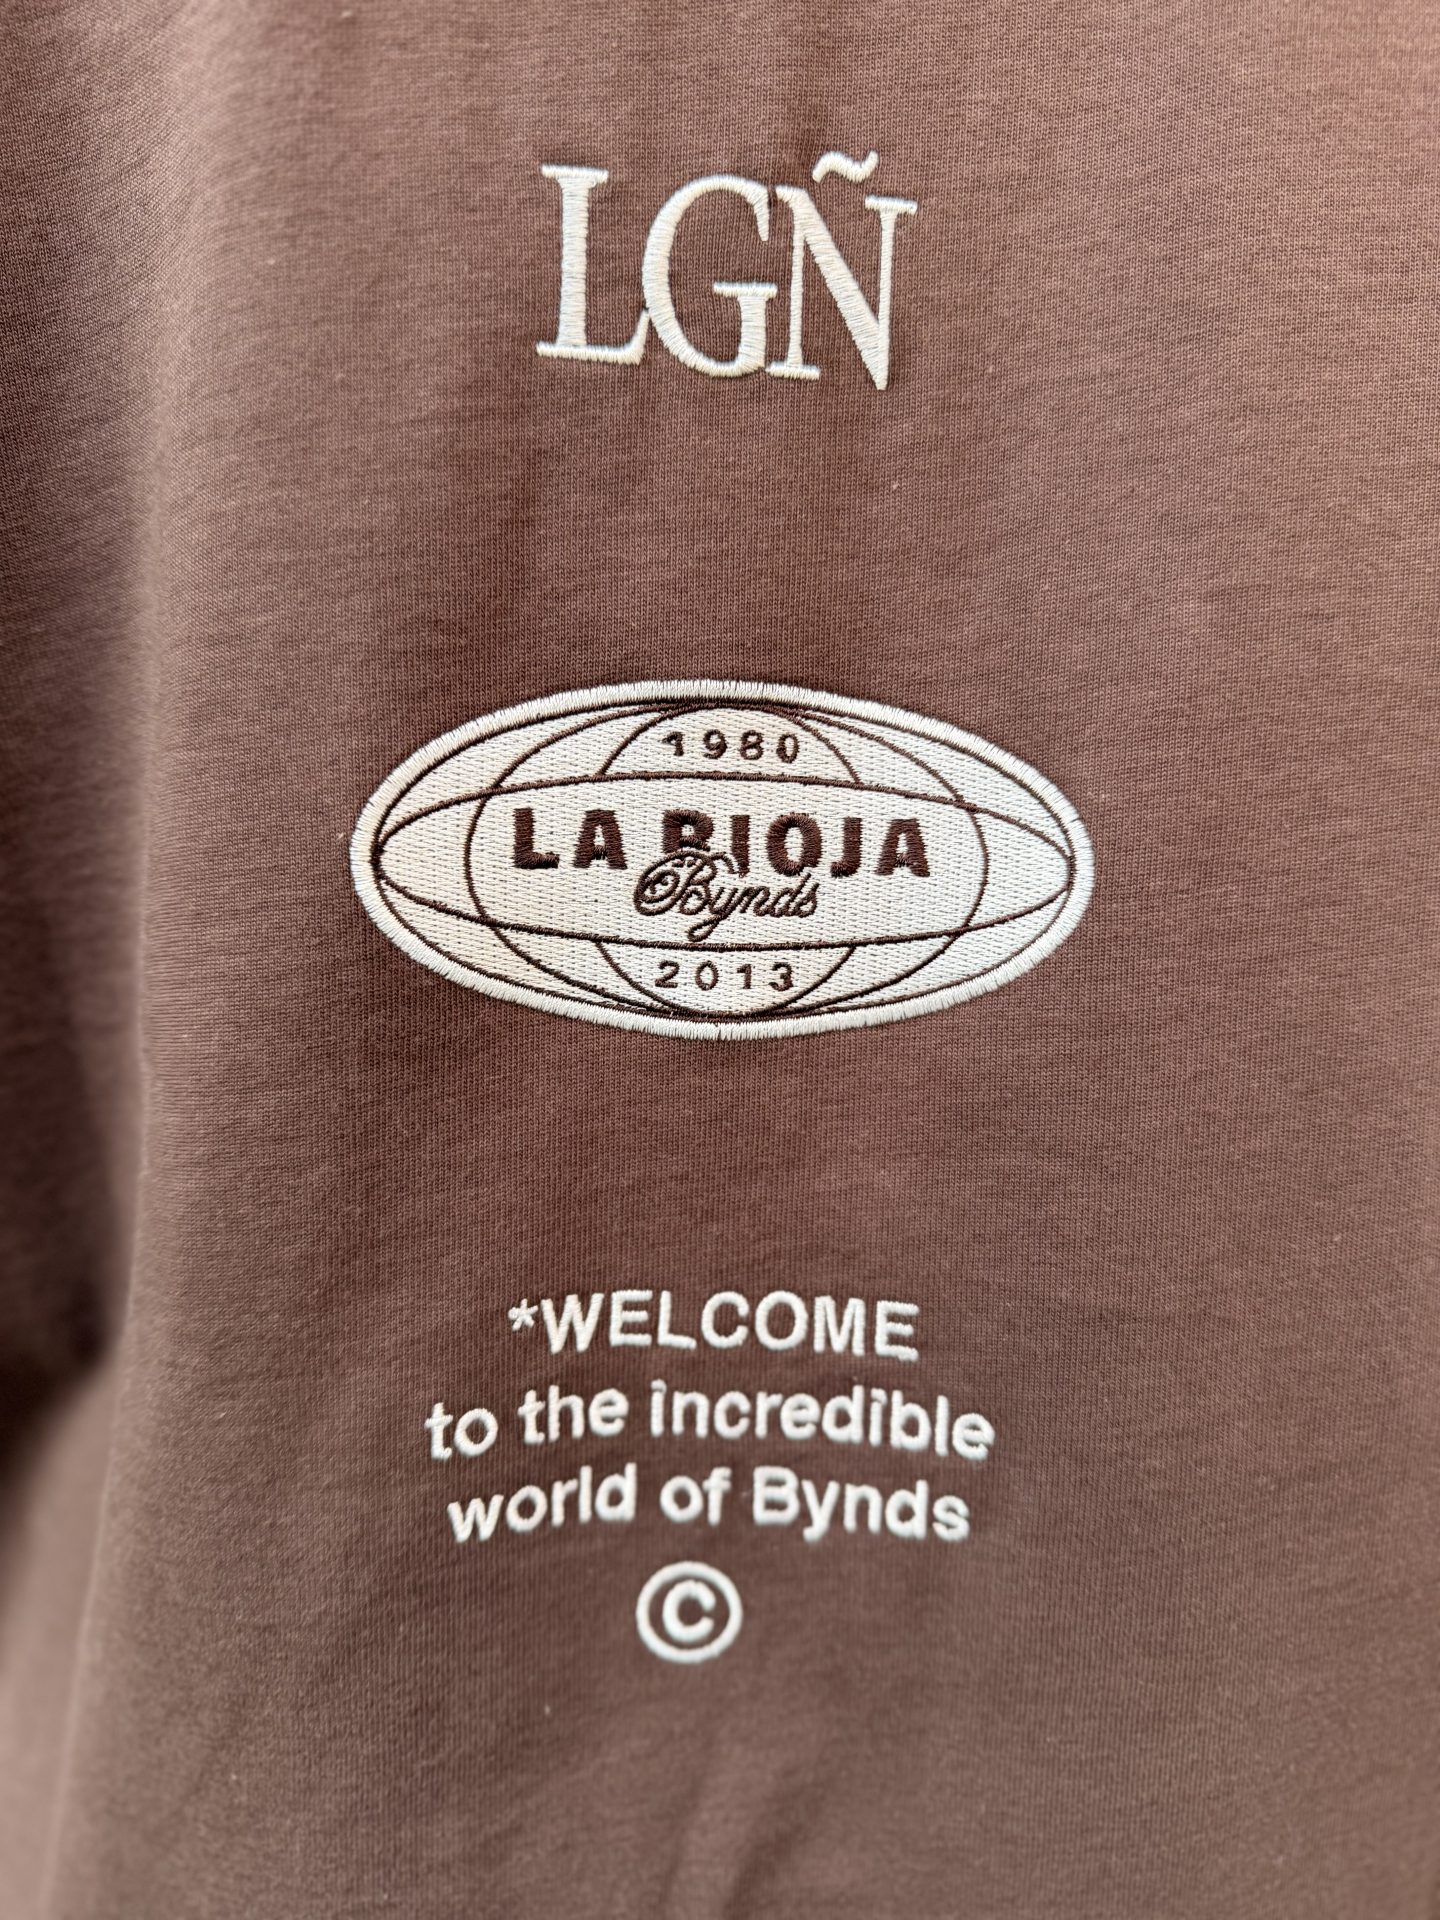 LGÑ
1980
LA RIOJA
Bynds
2013
*WELCOME
to the incredible
world of Bynds
©